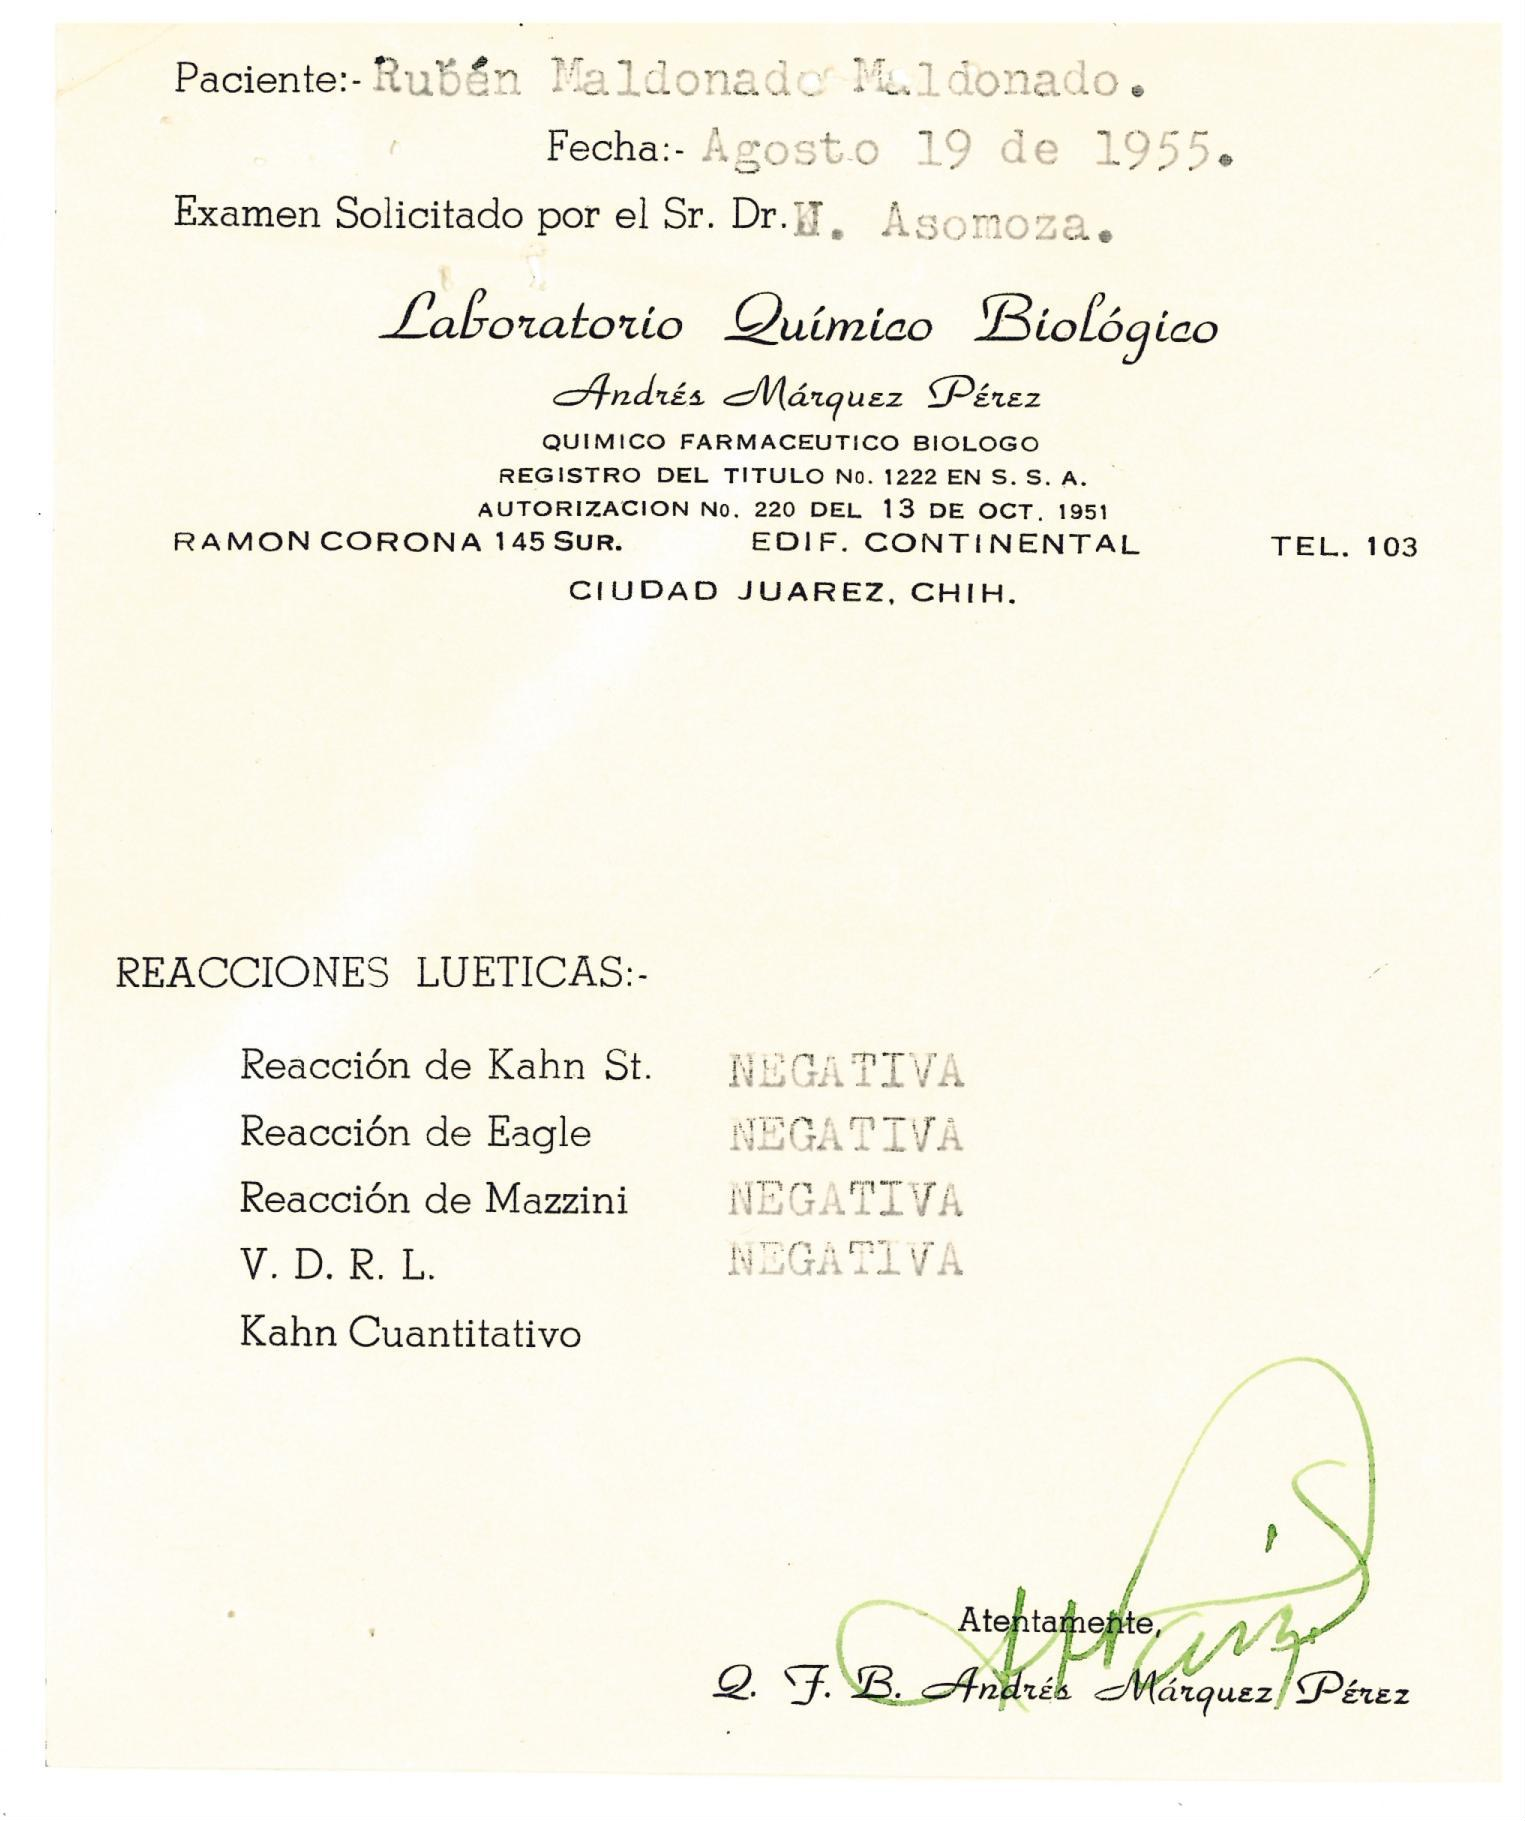 Paciente:- Rubén Maldonado Maldonado.
Fecha:- Agosto 19 de 1955.
Examen Solicitado por el Sr. Dr. . Asomoza.
Laboratorio Químico Biológico
Andrés Márquez Pérez
QUIMICO FARMACEUTICO BIOLOGO
REGISTRO DEL TITULO No. 1222 EN S. S. A.
AUTORIZACION No. 220 DEL 13 DE OCT. 1951
RAMON CORONA 145 SUR. EDIF. CONTINENTAL TEL. 103
CIUDAD JUAREZ, CHIH.
REACCIONES LUETICAS:-
Reacción de Kahn St. NEGATIVA
Reacción de Eagle NEGATIVA
Reacción de Mazzini NEGATIVA
V. D. R. L. NEGATIVA
Kahn Cuantitativo
Atentamente,
Q. F. B. Andrés Márquez Pérez